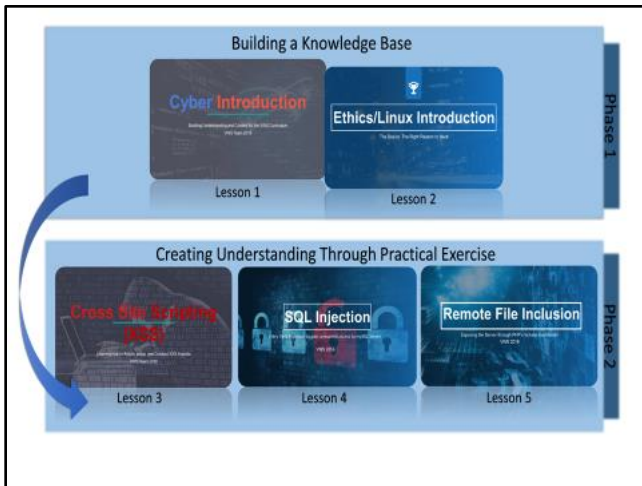 Building a Knowledge Base
Cyber Introduction
Ethics/Linux Introduction
Lesson 1
Lesson 2
Phase 1
Creating Understanding Through Practical Exercise
Cross Site Scripting
(XSS)
SQL Injection
Remote File Inclusion
Lesson 3
Lesson 4
Lesson 5
Phase 2